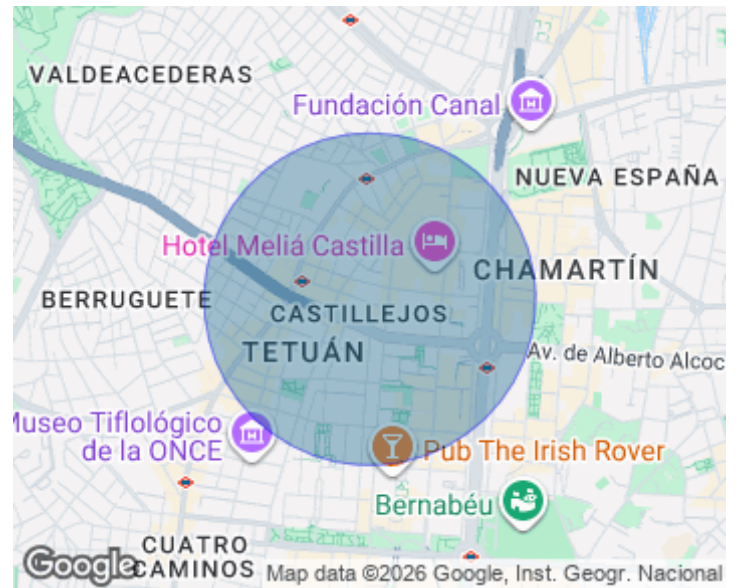 VALDEACEDERAS
Fundación Canal
NUEVA ESPAÑA
Hotel Meliá Castilla
CHAMARTÍN
BERRUGUETE
CASTILLEJOS
TETUÁN
Av. de Alberto Alcoc
Museo Tiflológico
de la ONCE
Pub The Irish Rover
Bernabéu
CUATRO
CAMINOS
Google
Map data ©2026 Google, Inst. Geogr. Nacional